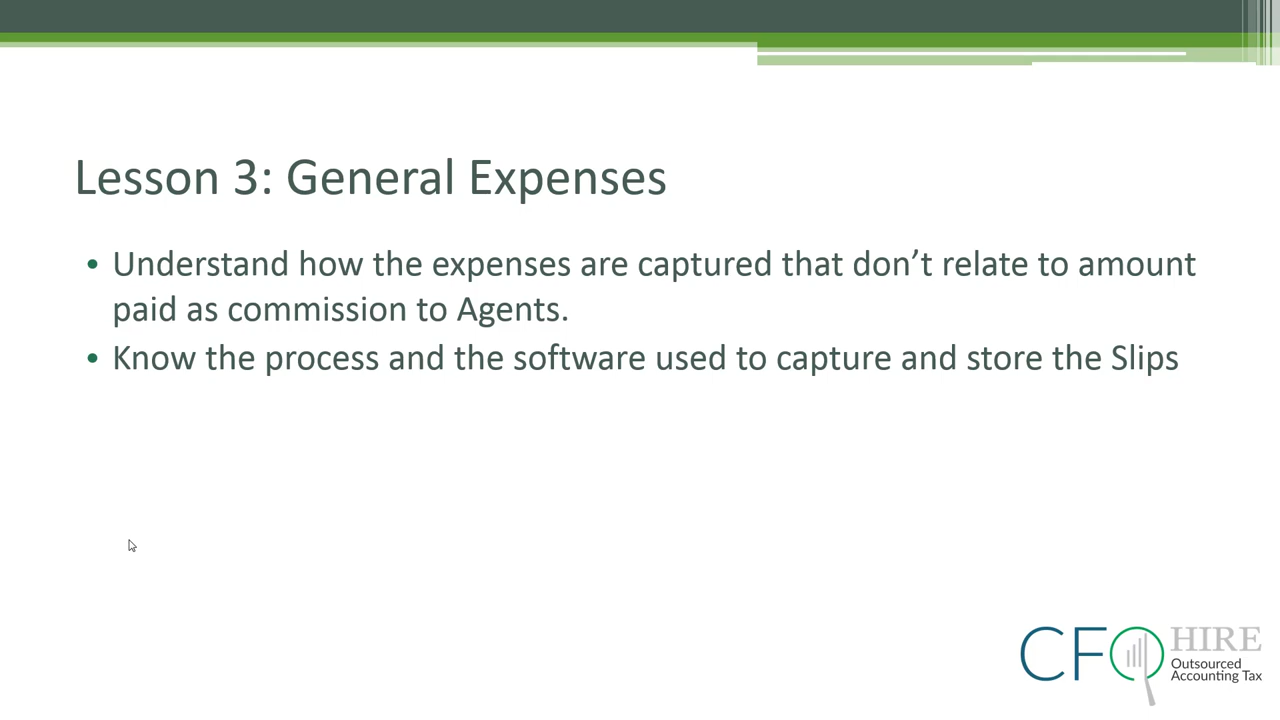 Lesson 3: General Expenses
• Understand how the expenses are captured that don’t relate to amount
paid as commission to Agents.
• Know the process and the software used to capture and store the Slips
CFO HIRE
Outsourced
Accounting Tax